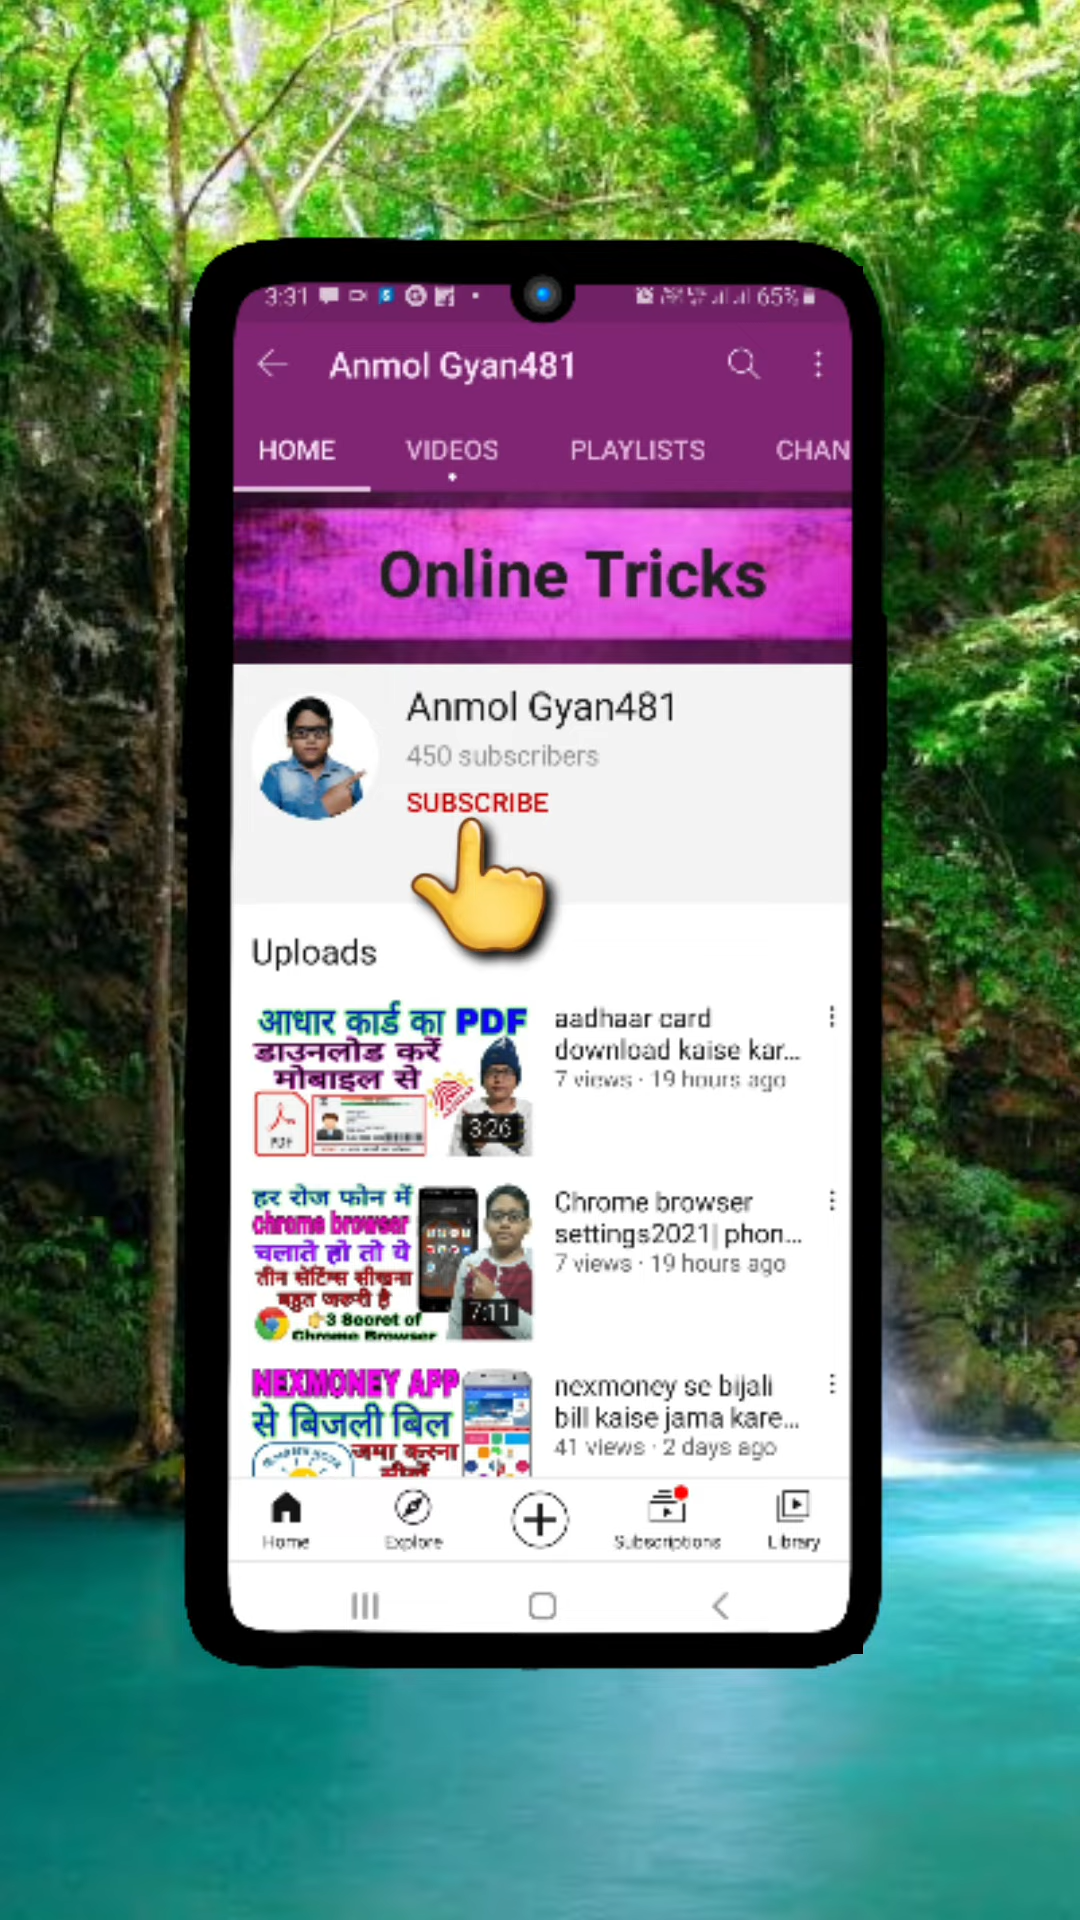 3:31
65%
Anmol Gyan481
HOME VIDEOS PLAYLISTS CHAN
Online Tricks
Anmol Gyan481
450 subscribers
SUBSCRIBE
Uploads
आधार कार्ड का PDF
डाउनलोड करें
मोबाइल से
PDF
3:26
aadhaar card
download kaise kar...
7 views · 19 hours ago
हर रोज फोन में
chrome browser
चलाते हो तो ये
तीन सेटिंग्स सीखना
बहुत जरूरी है
3 Secret of
Chrome Browser
7:11
Chrome browser
settings2021| phon...
7 views · 19 hours ago
NEXMONEY APP
से बिजली बिल
जमा करना
सीखें
nexmoney se bijali
bill kaise jama kare...
41 views · 2 days ago
Home Explore Subscriptions Library